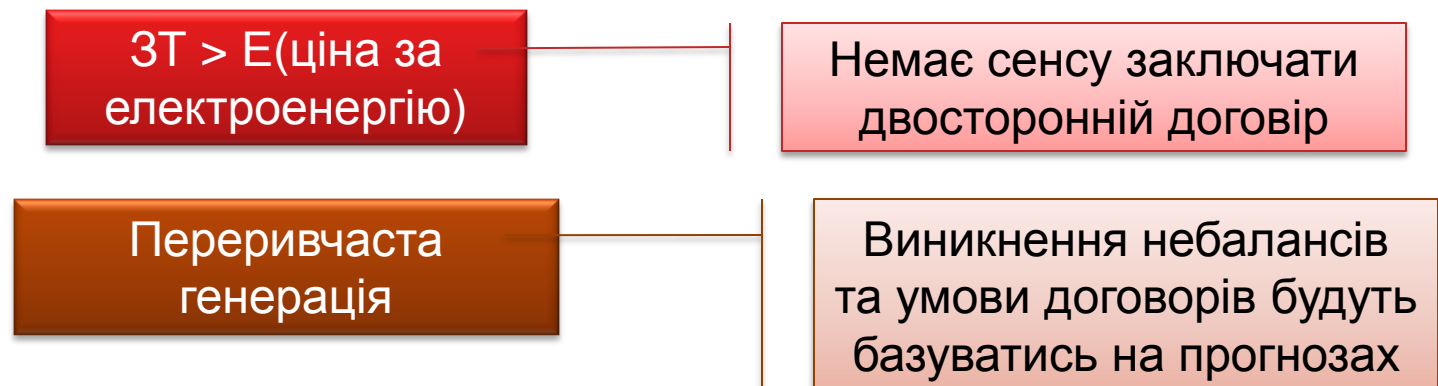 ЗТ > Е(ціна за
електроенергію)
Немає сенсу заключати
двосторонній договір
Переривчаста
генерація
Виникнення небалансів
та умови договорів будуть
базуватись на прогнозах